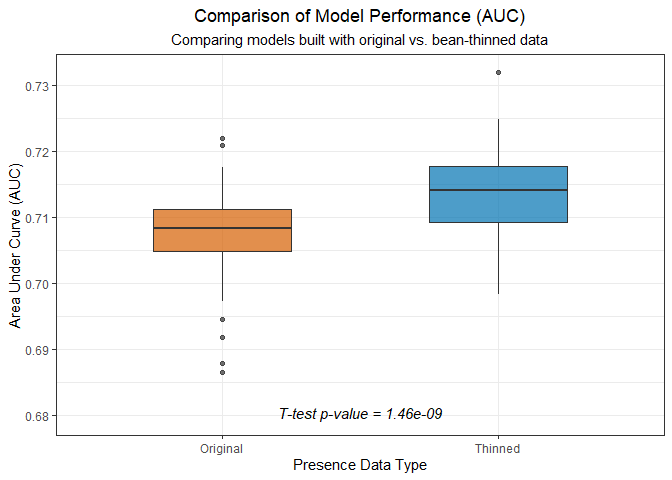 Comparison of Model Performance (AUC)
Comparing models built with original vs. bean-thinned data
Area Under Curve (AUC)
0.73
0.72
0.71
0.70
0.69
0.68
T-test p-value = 1.46e-09
Original
Thinned
Presence Data Type